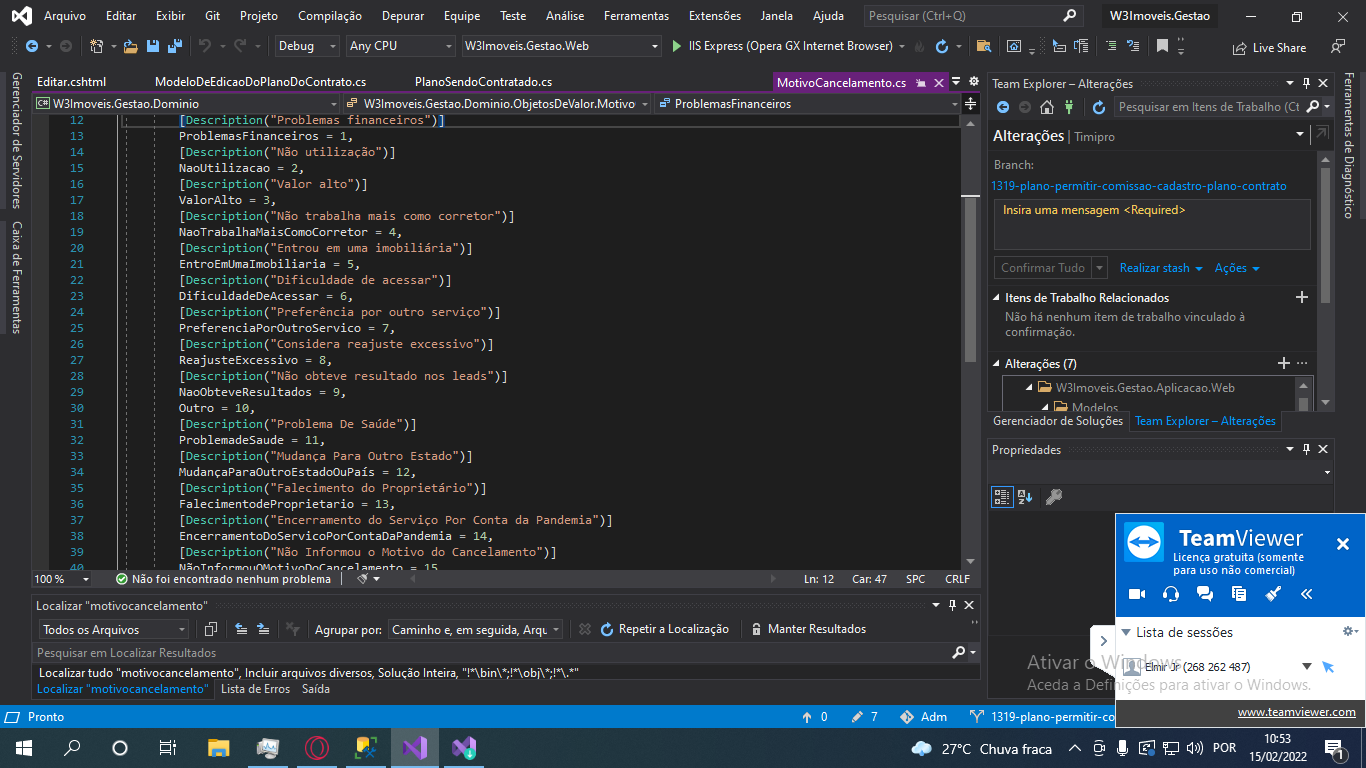 Arquivo Editar Exibir Git Projeto Compilação Depurar Equipe Teste Análise Ferramentas Extensões Janela Ajuda Pesquisar (Ctrl+Q) W3Imoveis.Gestao
Debug Any CPU W3Imoveis.Gestao.Web IIS Express (Opera GX Internet Browser) Live Share
Gerenciador de Servidores
Caixa de Ferramentas
Editar.cshtml ModeloDeEdicaoDoPlanoDoContrato.cs PlanoSendoContratado.cs MotivoCancelamento.cs
W3Imoveis.Gestao.Dominio W3Imoveis.Gestao.Dominio.ObjetosDeValor.Motivo ProblemasFinanceiros
12 [Description("Problemas financeiros")]
13 ProblemasFinanceiros = 1,
14 [Description("Não utilização")]
15 NaoUtilizacao = 2,
16 [Description("Valor alto")]
17 ValorAlto = 3,
18 [Description("Não trabalha mais como corretor")]
19 NaoTrabalhaMaisComoCorretor = 4,
20 [Description("Entrou em uma imobiliária")]
21 EntroEmUmaImobiliaria = 5,
22 [Description("Dificuldade de acessar")]
23 DificuldadeDeAcessar = 6,
24 [Description("Preferência por outro serviço")]
25 PreferenciaPorOutroServico = 7,
26 [Description("Considera reajuste excessivo")]
27 ReajusteExcessivo = 8,
28 [Description("Não obteve resultado nos leads")]
29 NaoObteveResultados = 9,
30 Outro = 10,
31 [Description("Problema De Saúde")]
32 ProblemadeSaude = 11,
33 [Description("Mudança Para Outro Estado")]
34 MudançaParaOutroEstadoOuPaís = 12,
35 [Description("Falecimento do Proprietário")]
36 FalecimentodeProprietario = 13,
37 [Description("Encerramento do Serviço Por Conta da Pandemia")]
38 EncerramentoDoServicoPorContaDaPandemia = 14,
39 [Description("Não Informou o Motivo do Cancelamento")]
40 NãoInformouOMotivoDoCancelamento = 15
100 % Não foi encontrado nenhum problema Ln: 12 Car: 47 SPC CRLF
Localizar "motivocancelamento"
Todos os Arquivos Agrupar por: Caminho e, em seguida, Arqu Repetir a Localização Manter Resultados
Pesquisar em Localizar Resultados
Localizar tudo "motivocancelamento", Incluir arquivos diversos, Solução Inteira, "!*\bin\*;!*\obj\*;!*\.*"
Localizar "motivocancelamento" Lista de Erros Saída
Team Explorer – Alterações
Pesquisar em Itens de Trabalho (Ct
Alterações | Timipro
Branch:
1319-plano-permitir-comissao-cadastro-plano-contrato
Insira uma mensagem <Required>
Confirmar Tudo Realizar stash Ações
Itens de Trabalho Relacionados
Não há nenhum item de trabalho vinculado à
confirmação.
Alterações (7)
W3Imoveis.Gestao.Aplicacao.Web
Modelos
Gerenciador de Soluções Team Explorer – Alterações
Propriedades
Ferramentas de Diagnóstico
TeamViewer
Licença gratuita (somente
para uso não comercial)
Lista de sessões
Elmir Jr (268 262 487)
www.teamviewer.com
Ativar o Windows
Aceda a Definições para ativar o Windows.
Pronto 0 7 Adm 1319-plano-permitir-co
27°C Chuva fraca POR 10:53
15/02/2022
1